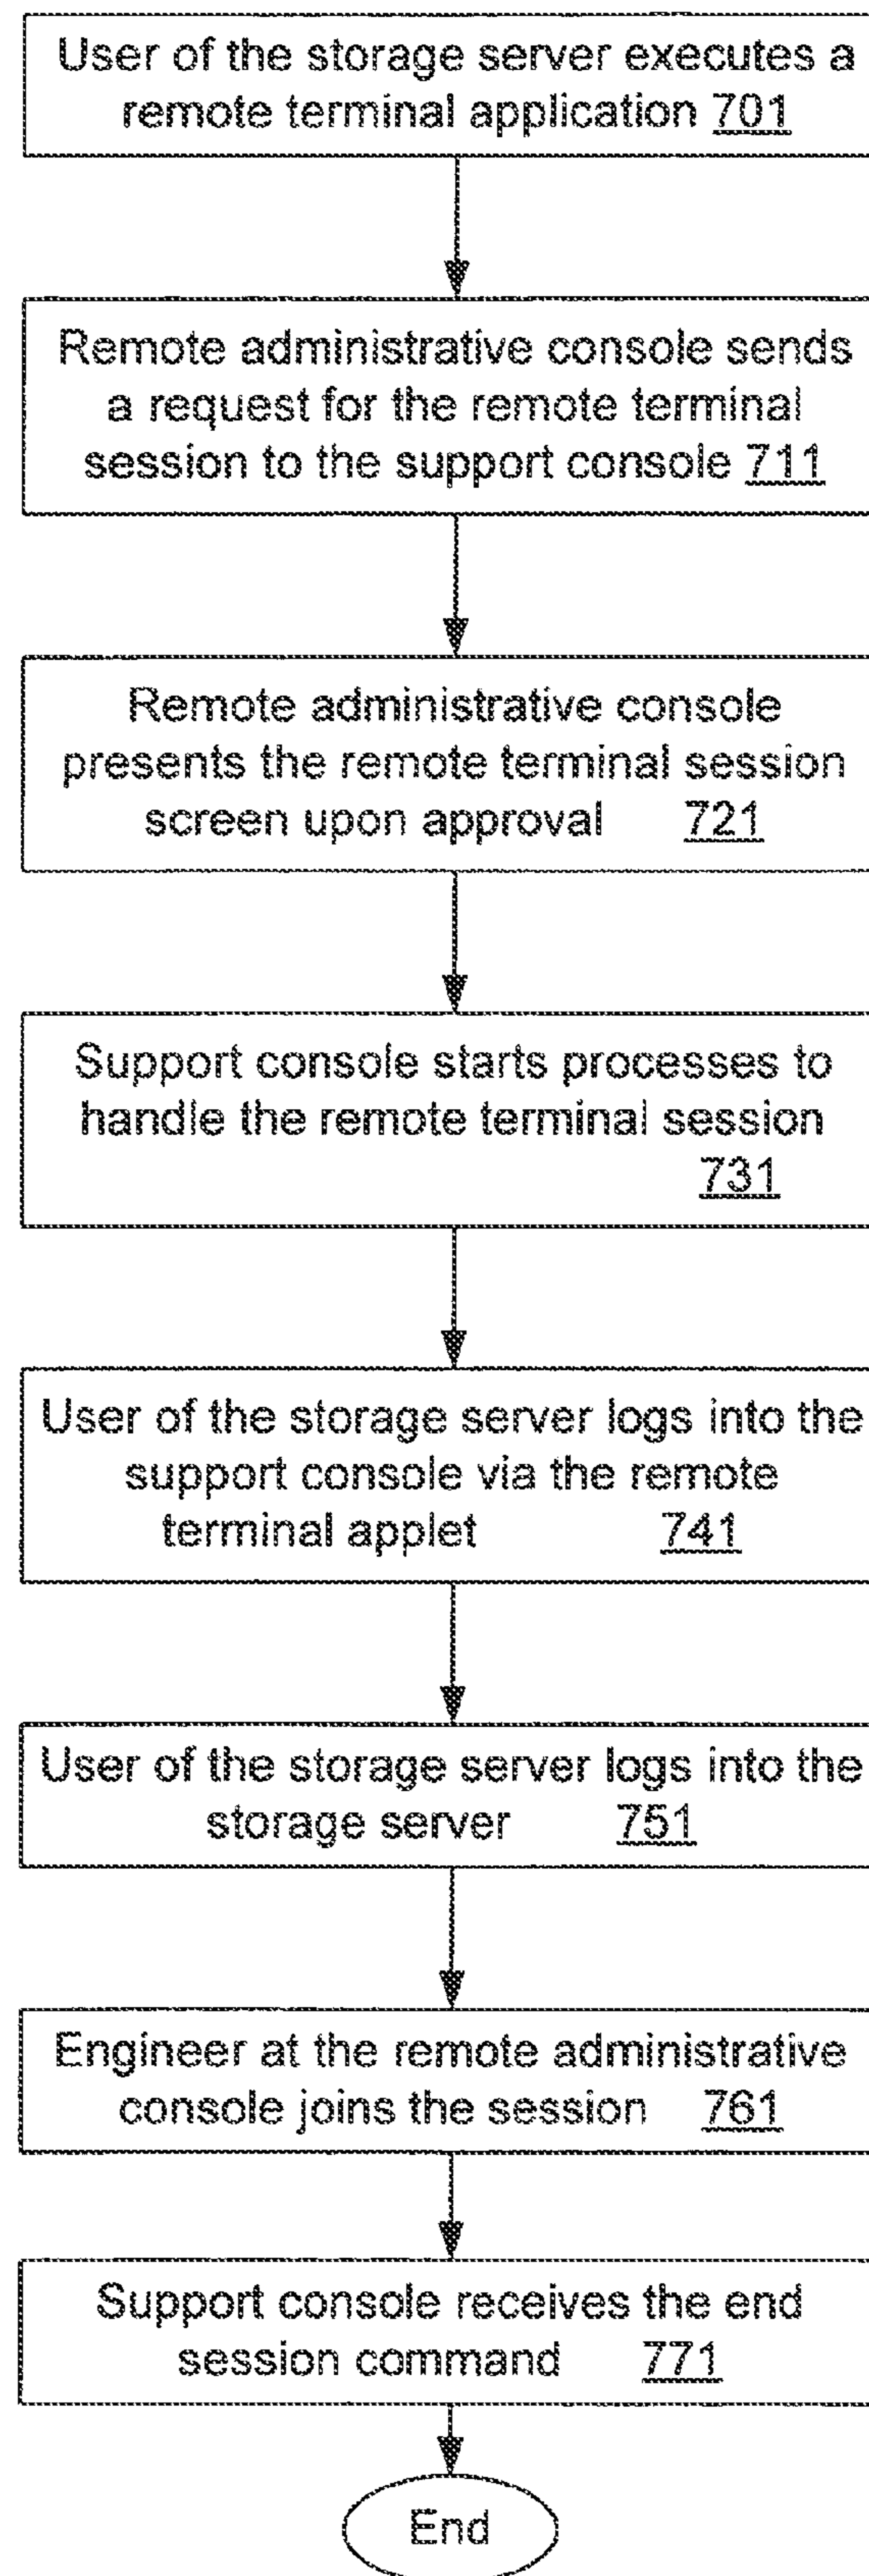 User of the storage server executes a
remote terminal application 701
Remote administrative console sends
a request for the remote terminal
session to the support console 711
Remote administrative console
presents the remote terminal session
screen upon approval 721
Support console starts processes to
handle the remote terminal session
731
User of the storage server logs into the
support console via the remote
terminal applet 741
User of the storage server logs into the
storage server 751
Engineer at the remote administrative
console joins the session 761
Support console receives the end
session command 771
End